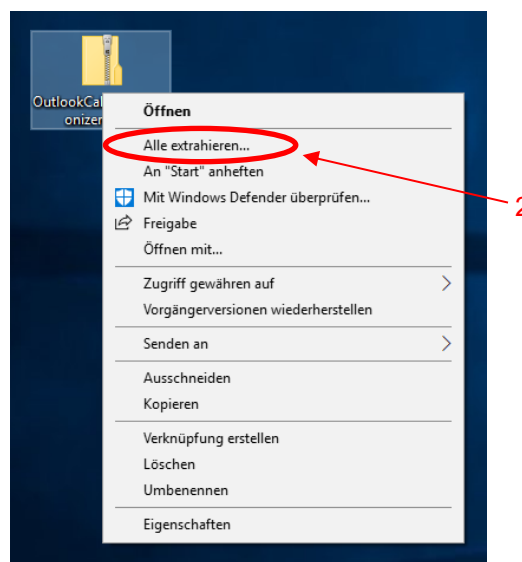 OutlookCal
onizer
Öffnen
Alle extrahieren...
An "Start" anheften
2
Mit Windows Defender überprüfen...
Freigabe
Öffnen mit...
Zugriff gewähren auf
Vorgängerversionen wiederherstellen
Senden an
Ausschneiden
Kopieren
Verknüpfung erstellen
Löschen
Umbenennen
Eigenschaften